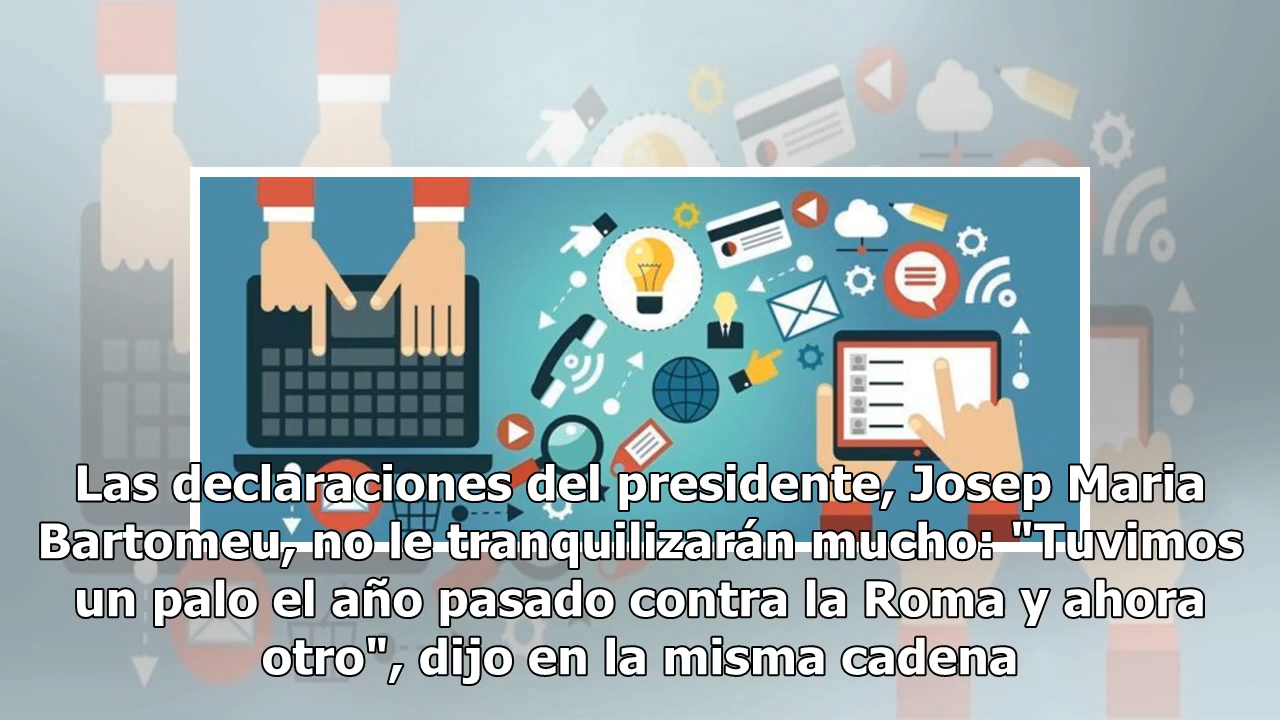 Las declaraciones del presidente, Josep Maria
Bartomeu, no le tranquilizarán mucho: "Tuvimos
un palo el año pasado contra la Roma y ahora
otro", dijo en la misma cadena